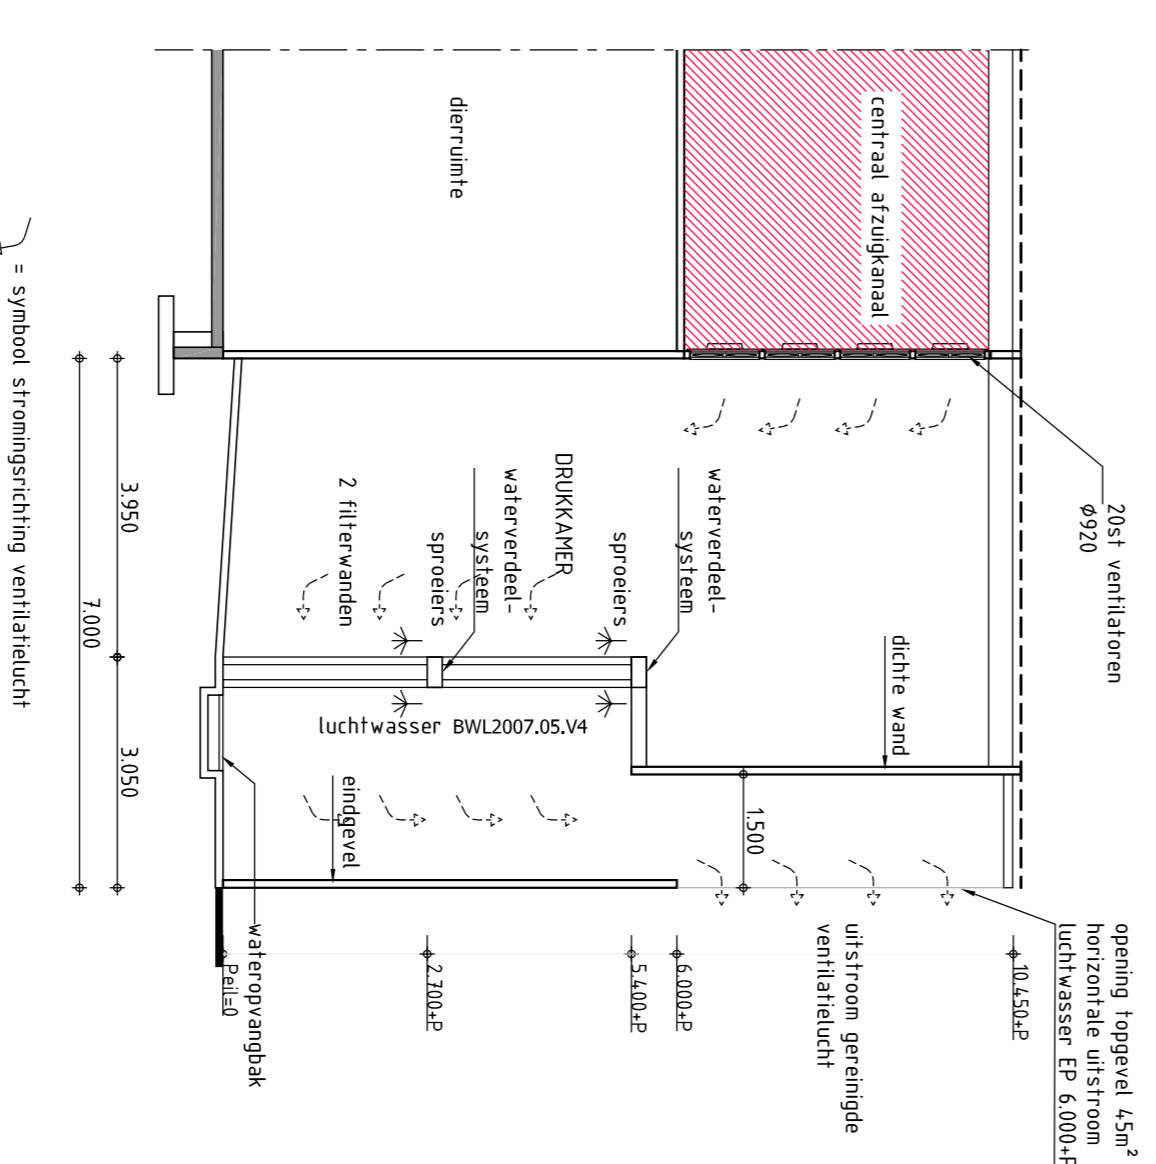 20st ventilatoren
ø920
centraal afzuigkanaal
dierruimte
opening topgevel 45m²
horizontale uitstroom
luchtwasser EP 6.000+P
dichte wand
waterverdeel-
systeem
sproeiers
DRUKKAMER
waterverdeel-
systeem
sproeiers
2 filterwanden
luchtwasser BWL2007.05.V4
eindgevel
1.500
uitstroom gereinigde
ventilatielucht
10.450+P
6.000+P
5.400+P
2.700+P
Peil=0
wateropvangbak
3.950
3.050
7.000
= symbool stromingsrichting ventilatielucht